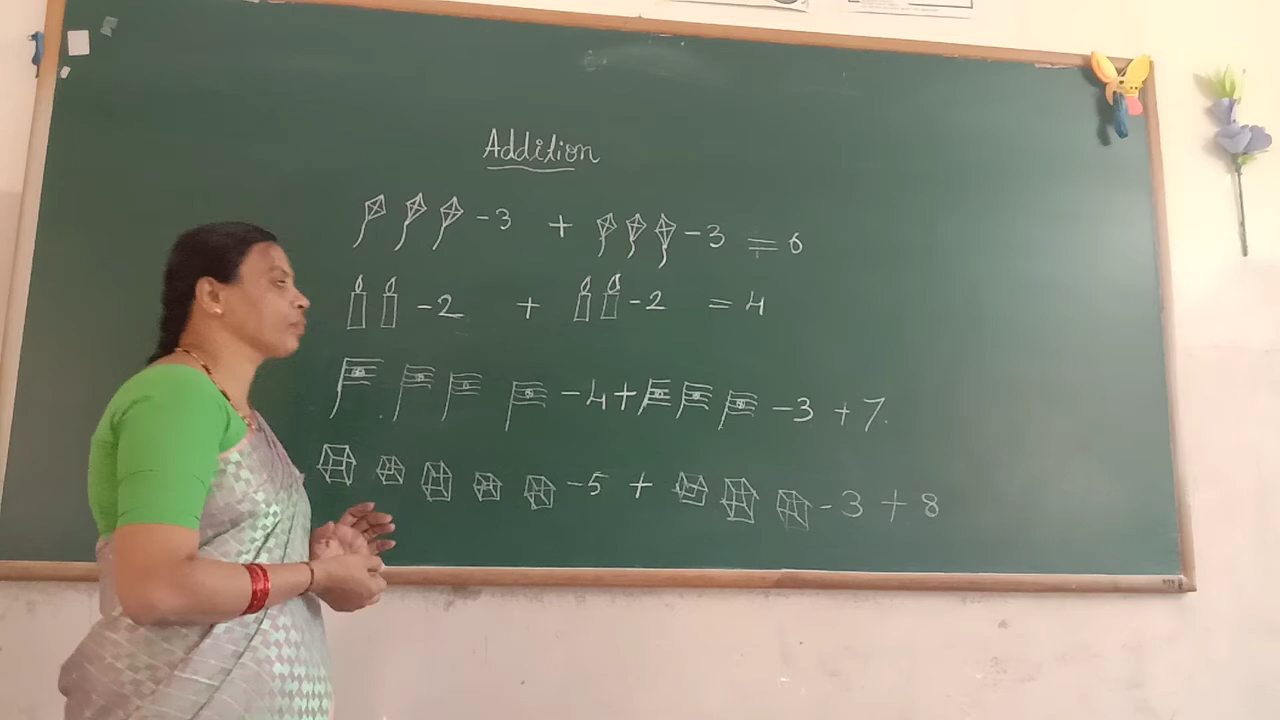 Addition
-3 + -3 = 6
-2 + -2 = 4
-4 + -3 + 7.
-5 + -3 + 8